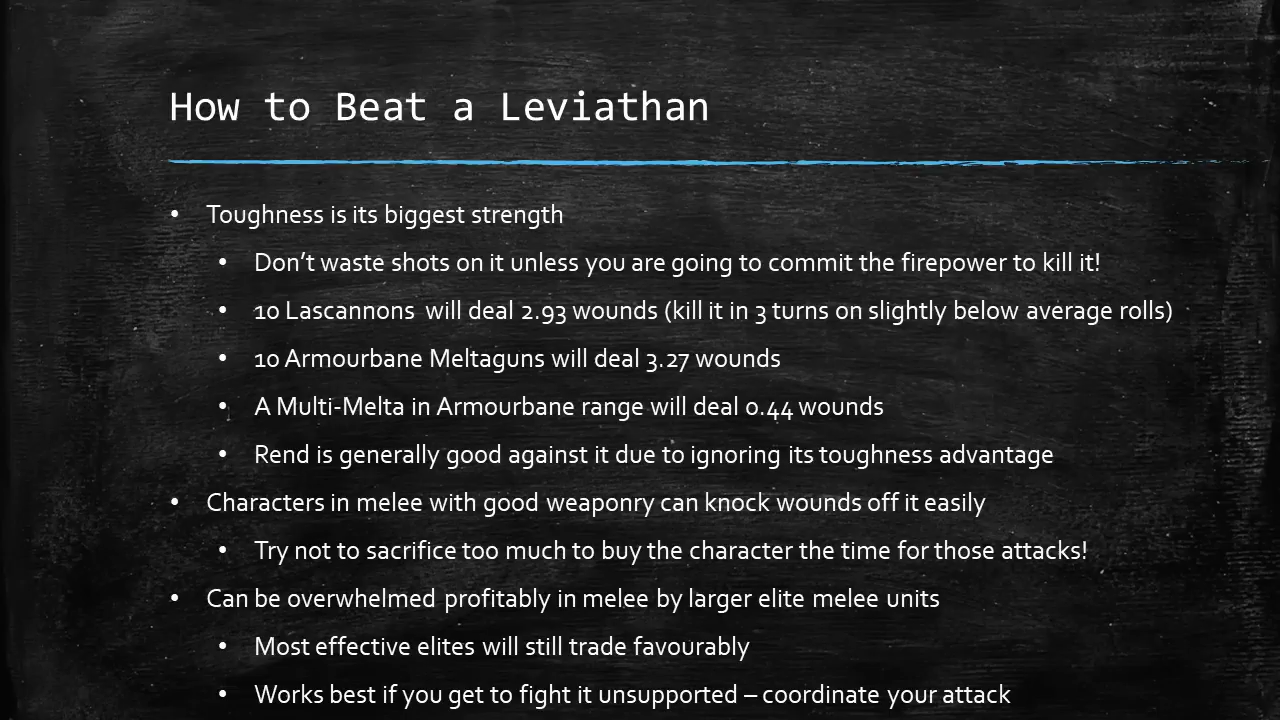 How to Beat a Leviathan
• Toughness is its biggest strength
• Don’t waste shots on it unless you are going to commit the firepower to kill it!
• 10 Lascannons will deal 2.93 wounds (kill it in 3 turns on slightly below average rolls)
• 10 Armourbane Meltaguns will deal 3.27 wounds
• A Multi-Melta in Armourbane range will deal 0.44 wounds
• Rend is generally good against it due to ignoring its toughness advantage
• Characters in melee with good weaponry can knock wounds off it easily
• Try not to sacrifice too much to buy the character the time for those attacks!
• Can be overwhelmed profitably in melee by larger elite melee units
• Most effective elites will still trade favourably
• Works best if you get to fight it unsupported – coordinate your attack